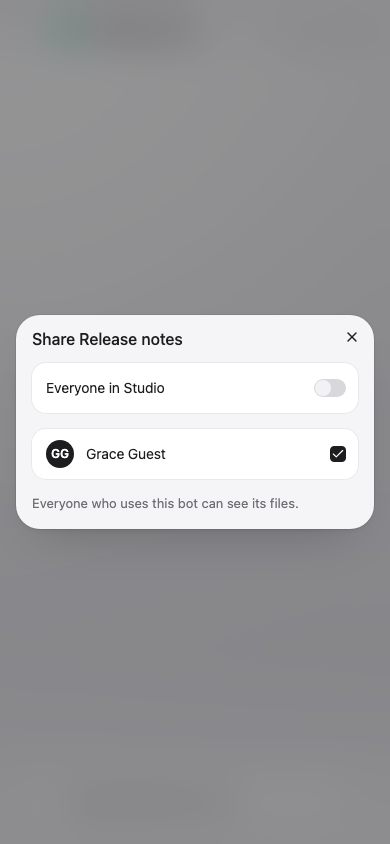 Share Release notes
Everyone in Studio
GG Grace Guest
Everyone who uses this bot can see its files.